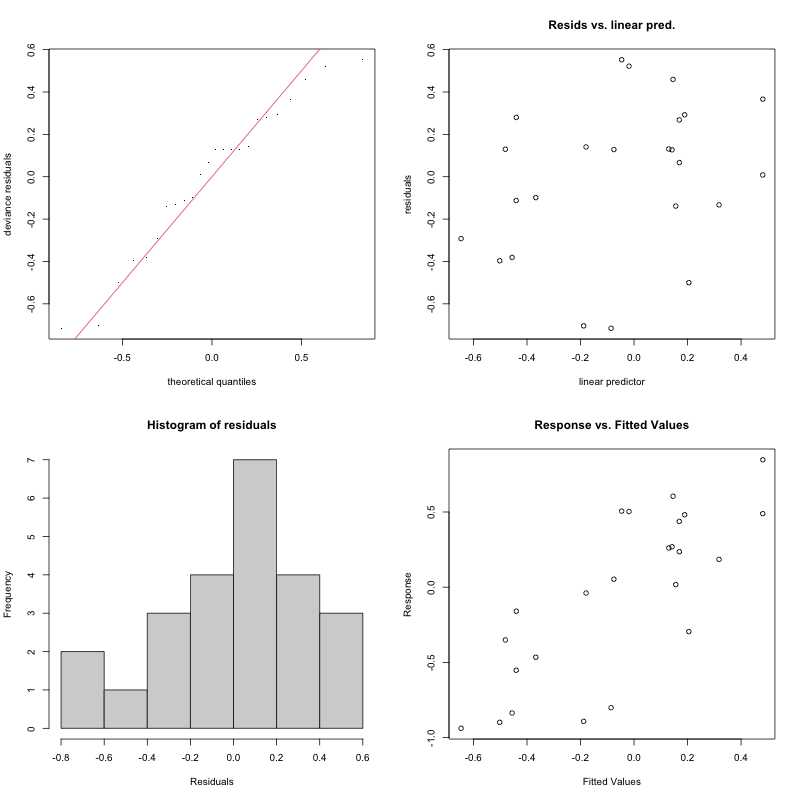 deviance residuals
0.6
0.4
0.2
0.0
-0.2
-0.4
-0.6
-0.5 0.0 0.5
theoretical quantiles
Resids vs. linear pred.
residuals
0.6
0.4
0.2
0.0
-0.2
-0.4
-0.6
-0.6 -0.4 -0.2 0.0 0.2 0.4
linear predictor
Histogram of residuals
Frequency
7
6
5
4
3
2
1
0
-0.8 -0.6 -0.4 -0.2 0.0 0.2 0.4 0.6
Residuals
Response vs. Fitted Values
Response
0.5
0.0
-0.5
-1.0
-0.6 -0.4 -0.2 0.0 0.2 0.4
Fitted Values